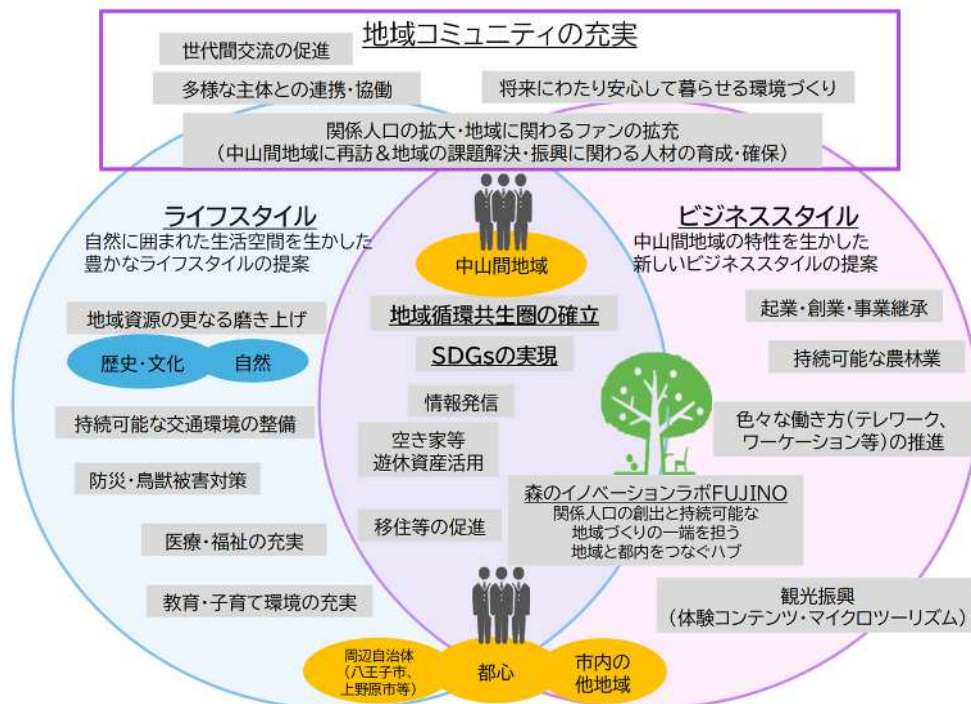 地域コミュニティの充実
世代間交流の促進
多様な主体との連携・協働
将来にわたり安心して暮らせる環境づくり
関係人口の拡大・地域に関わるファンの拡充
（中山間地域に再訪＆地域の課題解決・振興に関わる人材の育成・確保）
ライフスタイル
自然に囲まれた生活空間を生かした
豊かなライフスタイルの提案
地域資源の更なる磨き上げ
歴史・文化
自然
持続可能な交通環境の整備
防災・鳥獣被害対策
医療・福祉の充実
教育・子育て環境の充実
中山間地域
地域循環共生圏の確立
SDGsの実現
情報発信
空き家等
遊休資産活用
移住等の促進
ビジネススタイル
中山間地域の特性を生かした
新しいビジネススタイルの提案
起業・創業・事業継承
持続可能な農林業
色々な働き方（テレワーク、
ワーケーション等）の推進
森のイノベーションラボFUJINO
関係人口の創出と持続可能な
地域づくりの一端を担う
地域と都内をつなぐハブ
観光振興
（体験コンテンツ・マイクロツーリズム）
周辺自治体
（八王子市、
上野原市等）
都心
市内の
他地域